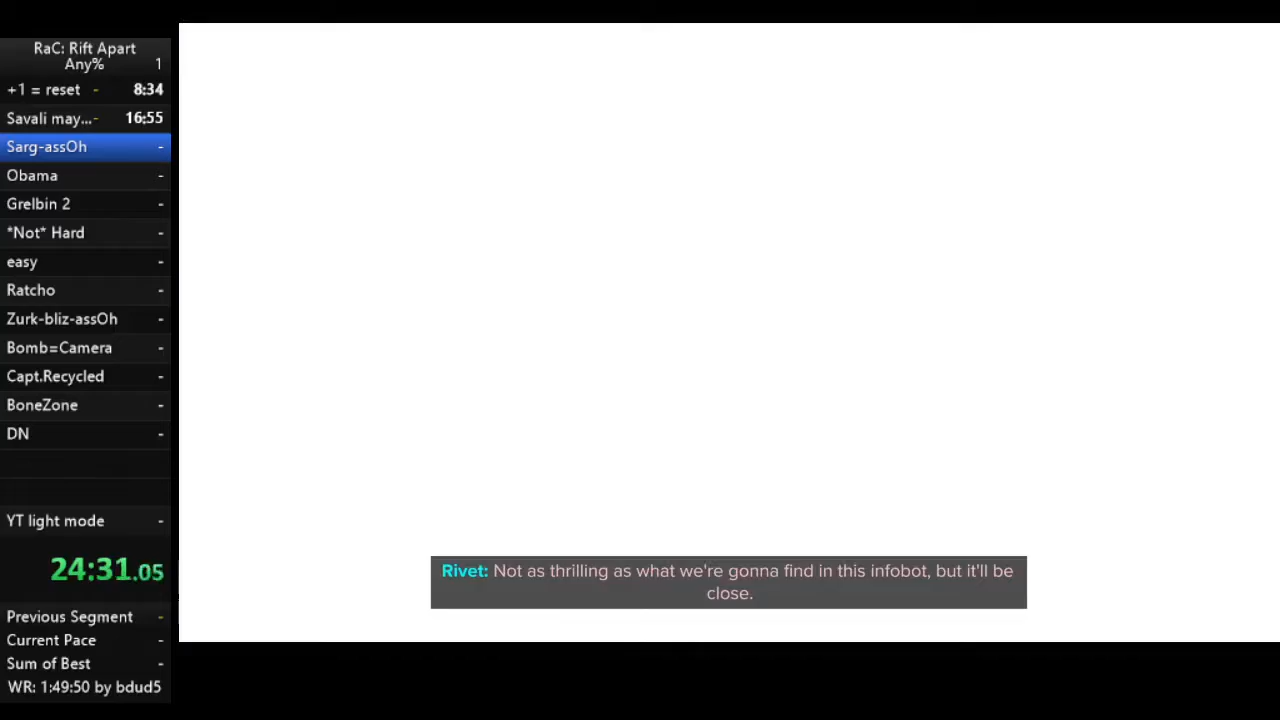 RaC: Rift Apart
Any% 1
+1 = reset - 8:34
Savali may...- 16:55
Sarg-assOh -
Obama -
Grelbin 2 -
*Not* Hard -
easy -
Ratcho -
Zurk-bliz-assOh -
Bomb=Camera -
Capt.Recycled -
BoneZone -
DN -
YT light mode -
24:31.05
Previous Segment -
Current Pace -
Sum of Best -
WR: 1:49:50 by bdud5
Rivet: Not as thrilling as what we're gonna find in this infobot, but it'll be
close.